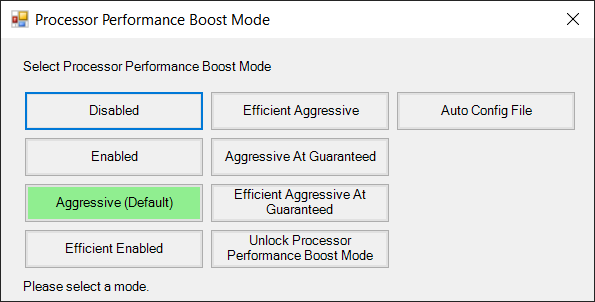 Processor Performance Boost Mode
Select Processor Performance Boost Mode
Disabled
Efficient Aggressive
Auto Config File
Enabled
Aggressive At Guaranteed
Aggressive (Default)
Efficient Aggressive At
Guaranteed
Efficient Enabled
Unlock Processor
Performance Boost Mode
Please select a mode.